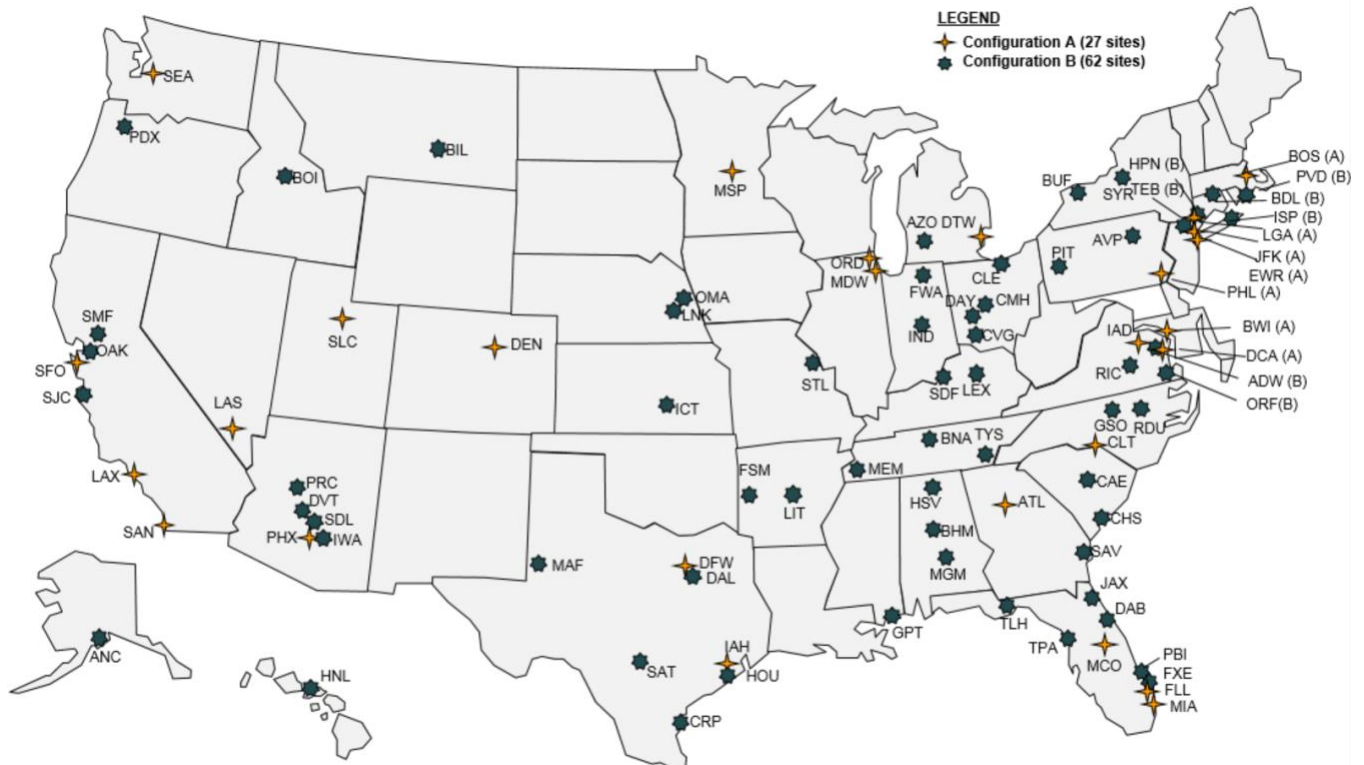 LEGEND
Configuration A (27 sites)
Configuration B (62 sites)
SEA
PDX
BIL
BOI
MSP
BOS (A)
HPN (B)
PVD (B)
BUF
SYR
TEB (B)
BDL (B)
ISP (B)
AZO
DTW
AVP
LGA (A)
JFK (A)
ORD
PIT
EWR (A)
MDW
CLE
FWA
PHL (A)
OMA
DAY
CMH
LNK
SMF
IND
CVG
IAD
BWI (A)
OAK
SLC
DEN
DCA (A)
SFO
STL
RIC
ADW (B)
SJC
SDF
LEX
LAS
ICT
ORF(B)
GSO
RDU
BNA
TYS
CLT
LAX
FSM
MEM
PRC
CAE
DVT
LIT
HSV
ATL
SAN
SDL
CHS
PHX
IWA
BHM
SAV
MAF
DFW
DAL
MGM
JAX
DAB
GPT
TLH
ANC
TPA
IAH
MCO
PBI
HNL
SAT
HOU
FXE
FLL
MIA
CRP